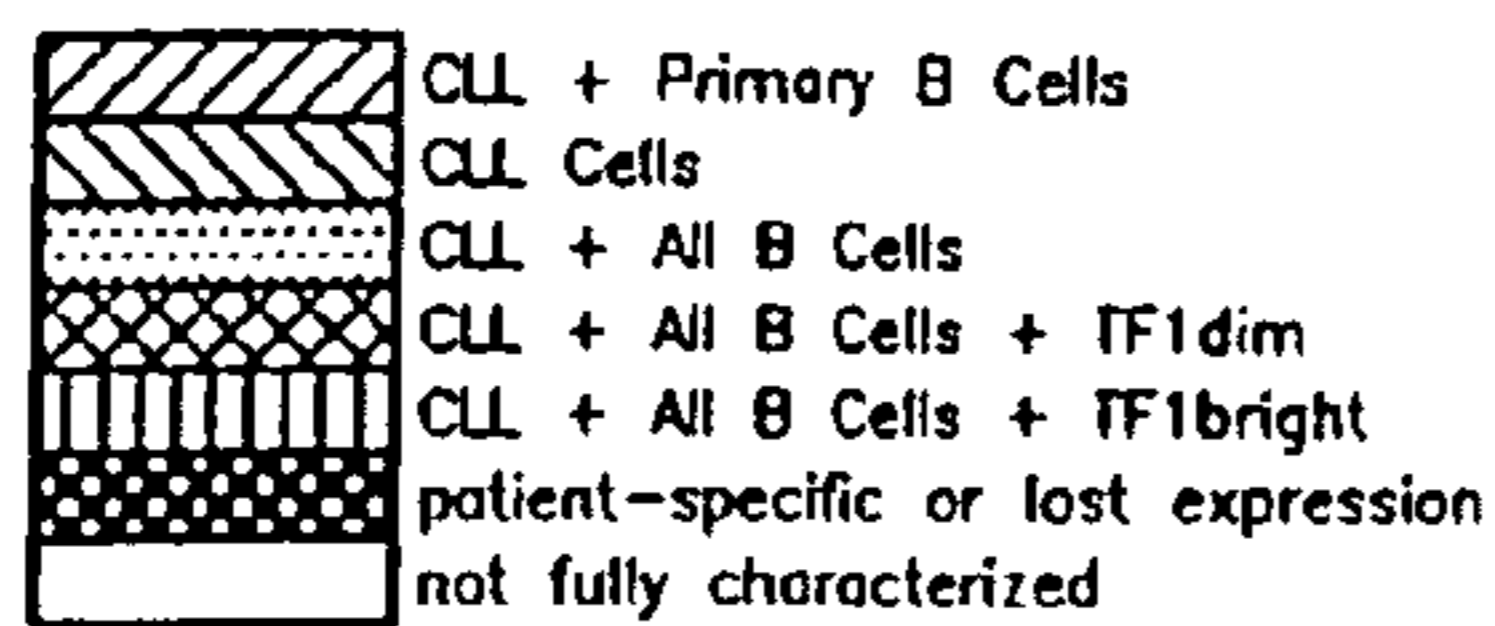 CLL + Primary B Cells
CLL Cells
CLL + All B Cells
CLL + All B Cells + TF1dim
CLL + All B Cells + TF1bright
patient-specific or lost expression
not fully characterized